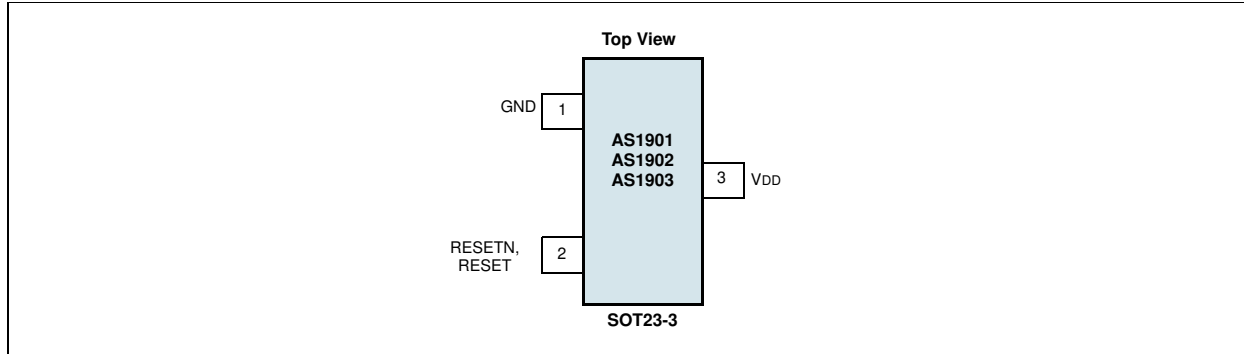 Top View
GND
1
AS1901
AS1902
AS1903
3
VDD
RESETN,
RESET
2
SOT23-3